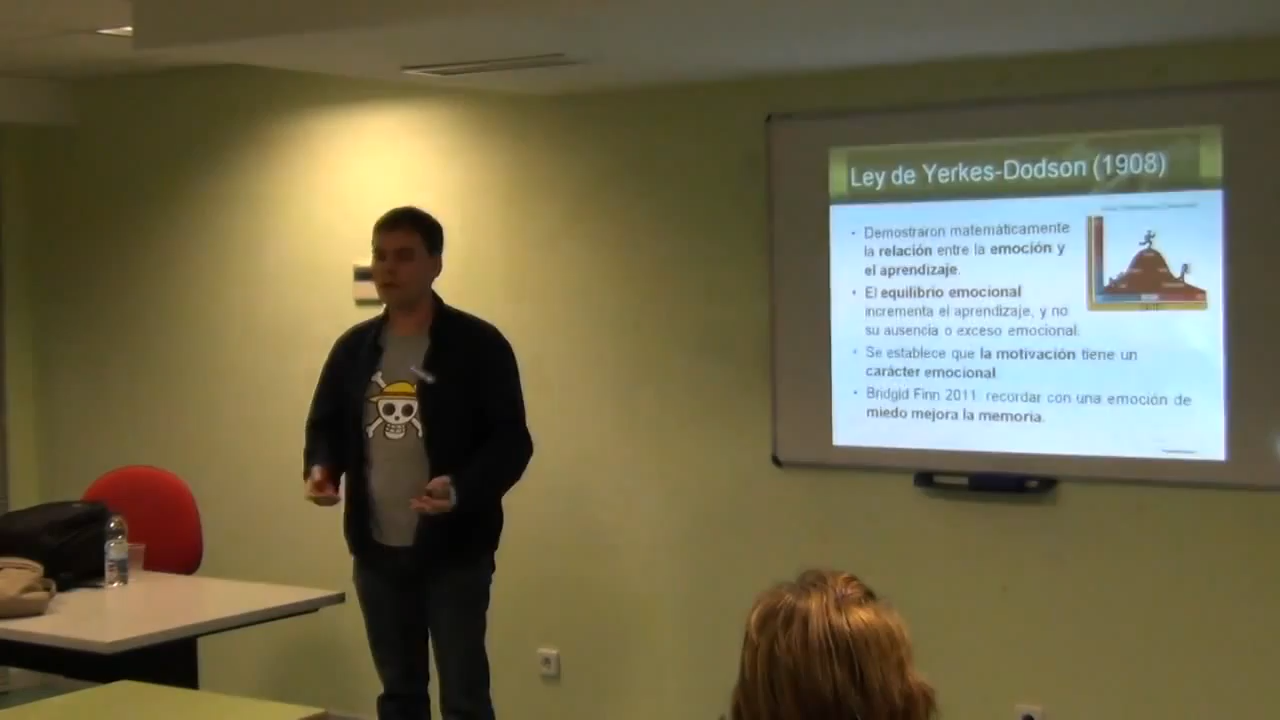 Ley de Yerkes-Dodson (1908)
• Demostraron matemáticamente
la relación entre la emoción y
el aprendizaje.
• El equilibrio emocional
incrementa el aprendizaje, y no
su ausencia o exceso emocional.
• Se establece que la motivación tiene un
carácter emocional
• Bridgid Finn 2011: recordar con una emoción de
miedo mejora la memoria.